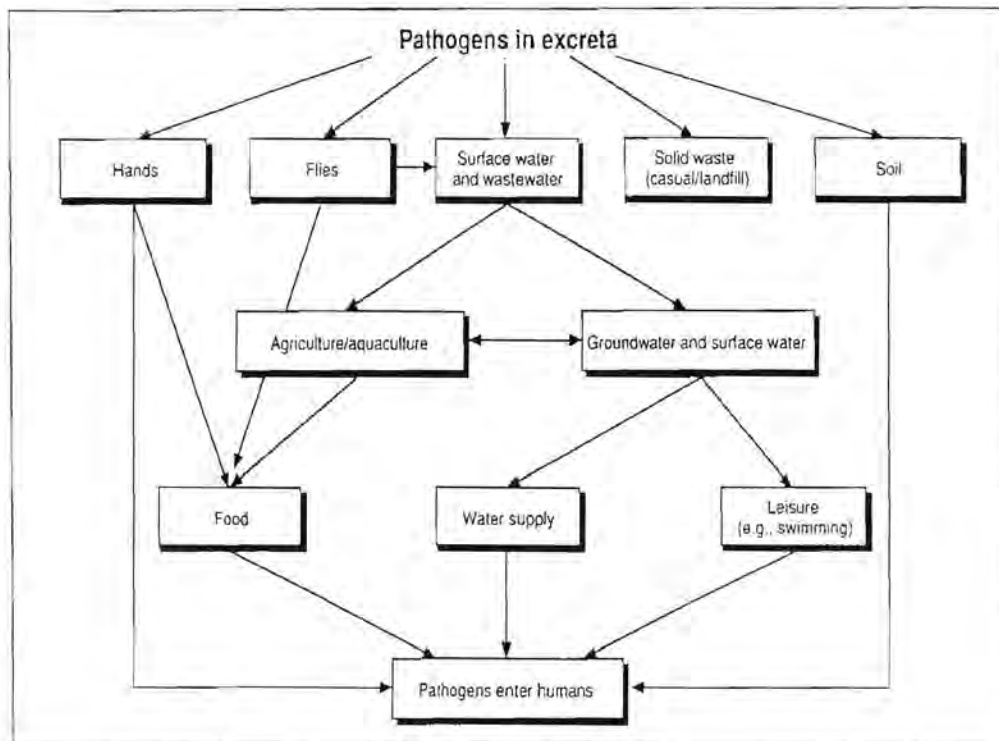 Pathogens in excreta
Hands
Flies
Surface water
and wastewater
Solid waste
(casual/landfill)
Soil
Agriculture/aquaculture
Groundwater and surface water
Food
Water supply
Leisure
(e.g., swimming)
Pathogens enter humans